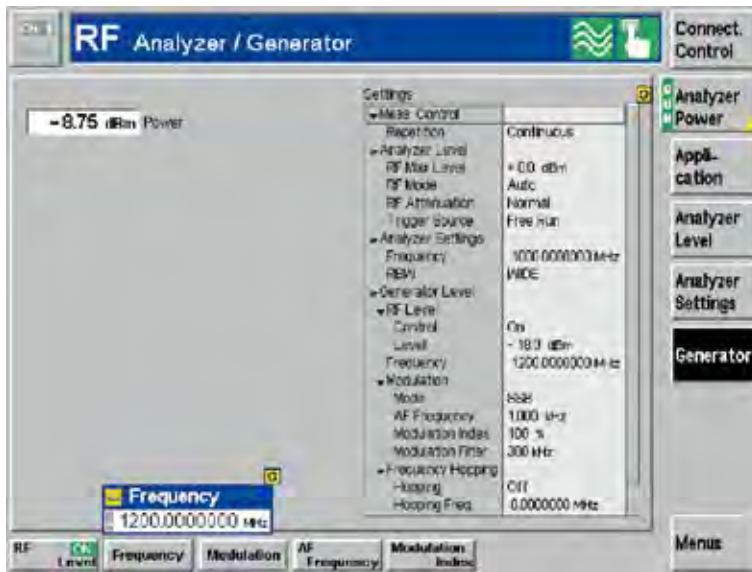 RF Analyzer / Generator
Connect. Control
-8.75 dBm Power
Settings
Meas Control
Repetition Continuous
Analyzer Level
RF Max Level +0.0 dBm
RF Mode Auto
RF Attenuation Normal
Trigger Source Free Run
Analyzer Settings
Frequency 1000.0000000 MHz
RBW WIDE
Generator Level
RF Level
Control On
Level - 18.0 dBm
Frequency 1200.0000000 MHz
Modulation
Mode SSB
AF Frequency 1.000 kHz
Modulation Index 100 %
Modulation Filter 300 kHz
Frequency Hopping
Hopping Off
Hopping Freq. 0.0000000 MHz
Analyzer Power
Appli-
cation
Analyzer Level
Analyzer Settings
Generator
Menus
Frequency
1200.0000000 MHz
RF ON Level
Frequency
Modulation
AF Frequency
Modulation Index